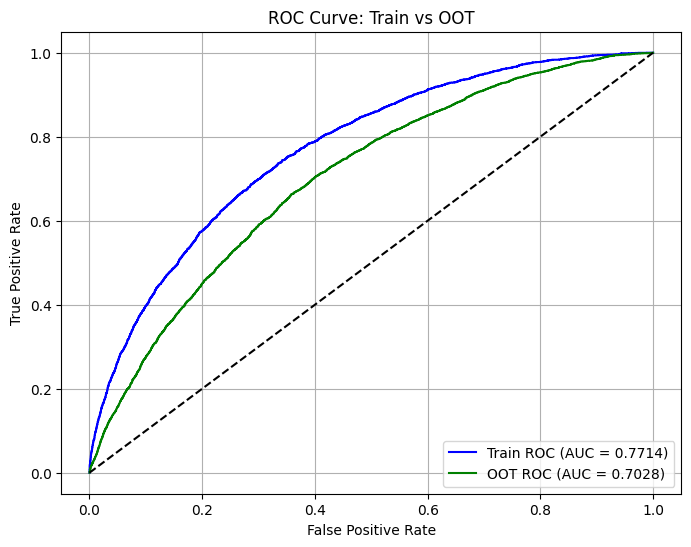 ROC Curve: Train vs OOT
1.0
0.8
0.6
0.4
0.2
0.0
True Positive Rate
Train ROC (AUC = 0.7714)
OOT ROC (AUC = 0.7028)
0.0 0.2 0.4 0.6 0.8 1.0
False Positive Rate